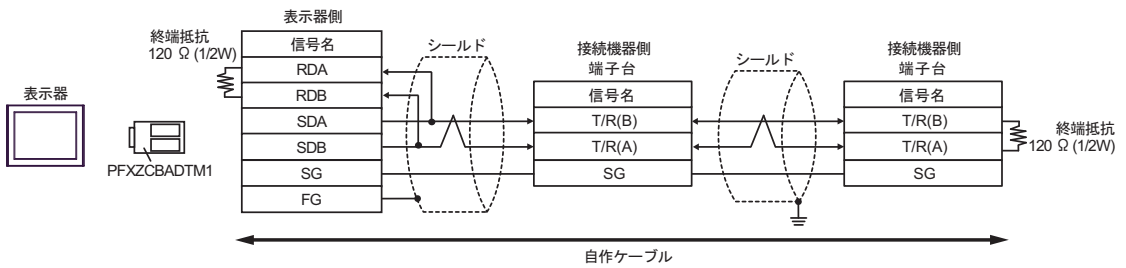 表示器
PFXZCBADTM1
終端抵抗
120 Ω (1/2W)
表示器側
信号名
RDA
RDB
SDA
SDB
SG
FG
シールド
接続機器側
端子台
信号名
T/R(B)
T/R(A)
SG
シールド
接続機器側
端子台
信号名
T/R(B)
T/R(A)
SG
終端抵抗
120 Ω (1/2W)
自作ケーブル